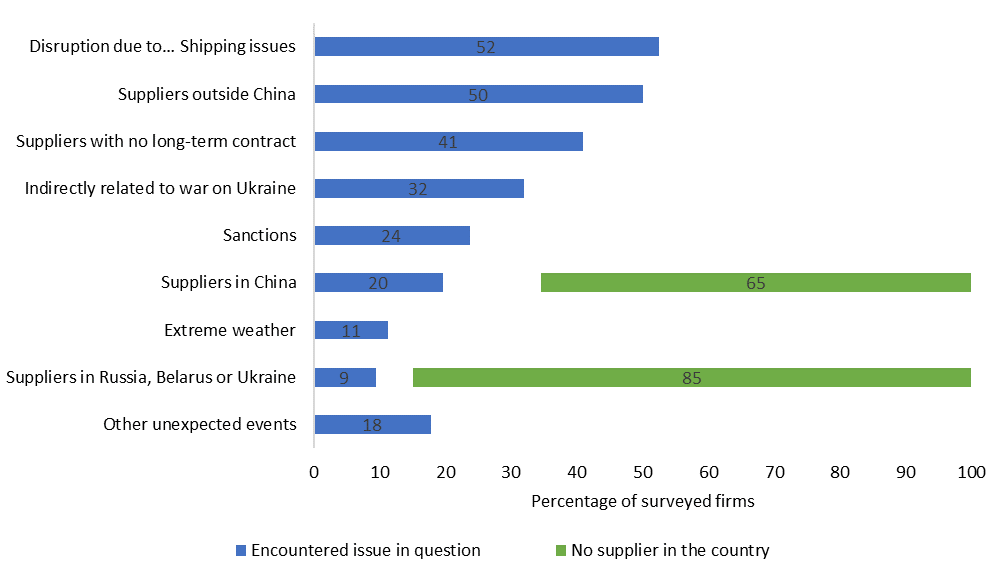 Disruption due to... Shipping issues
52
Suppliers outside China
50
Suppliers with no long-term contract
41
Indirectly related to war on Ukraine
32
Sanctions
24
Suppliers in China
20
65
Extreme weather
11
Suppliers in Russia, Belarus or Ukraine
9
85
Other unexpected events
18
0 10 20 30 40 50 60 70 80 90 100
Percentage of surveyed firms
Encountered issue in question
No supplier in the country